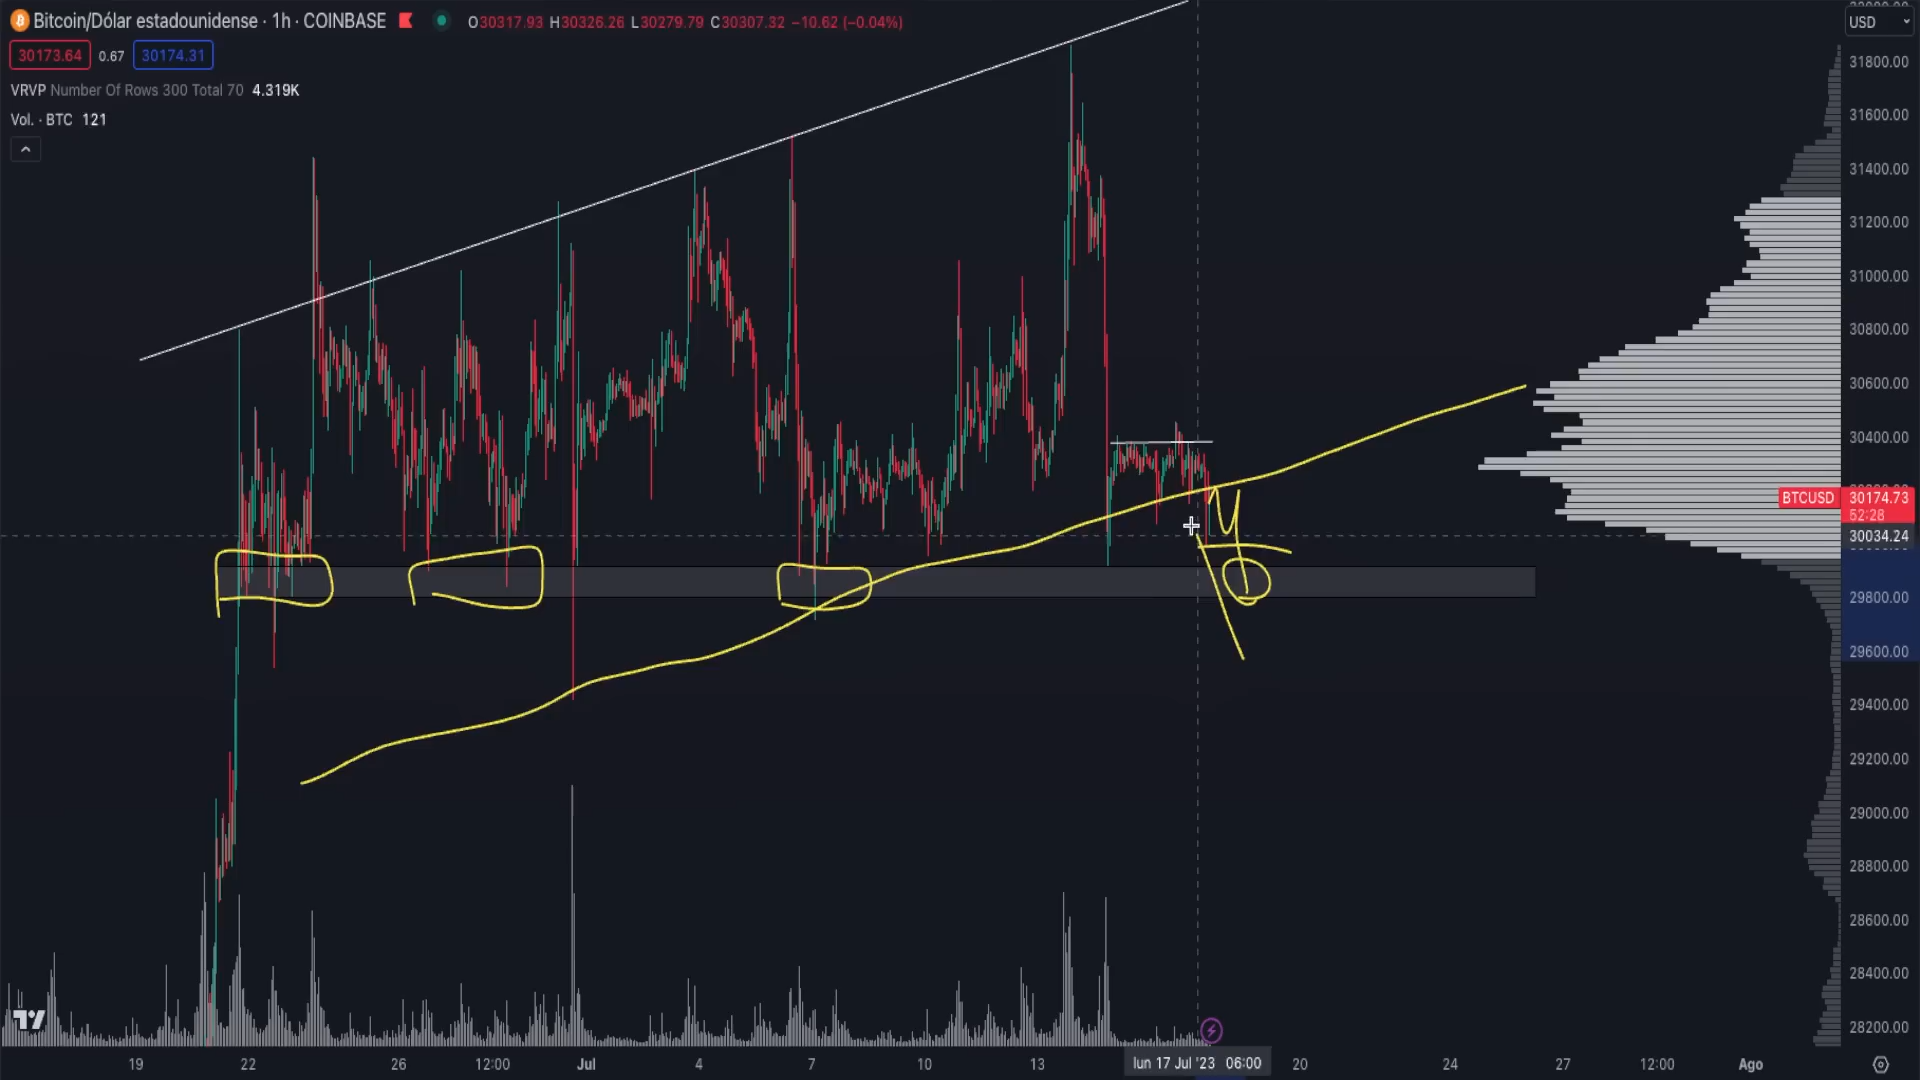 Bitcoin/Dólar estadounidense · 1h · COINBASE O30317.93 H30326.26 L30279.79 C30307.32 −10.62 (−0.04%)
USD
30173.64 0.67 30174.31
VRVP Number Of Rows 300 Total 70 4.319K
Vol. · BTC 121
31800.00
31600.00
31400.00
31200.00
31000.00
30800.00
30600.00
30400.00
BTCUSD 30174.73
52:28
30034.24
29800.00
29600.00
29400.00
29200.00
29000.00
28800.00
28600.00
28400.00
28200.00
19 22 26 12:00 Jul 4 7 10 13 lun 17 Jul '23 06:00 20 24 27 12:00 Ago